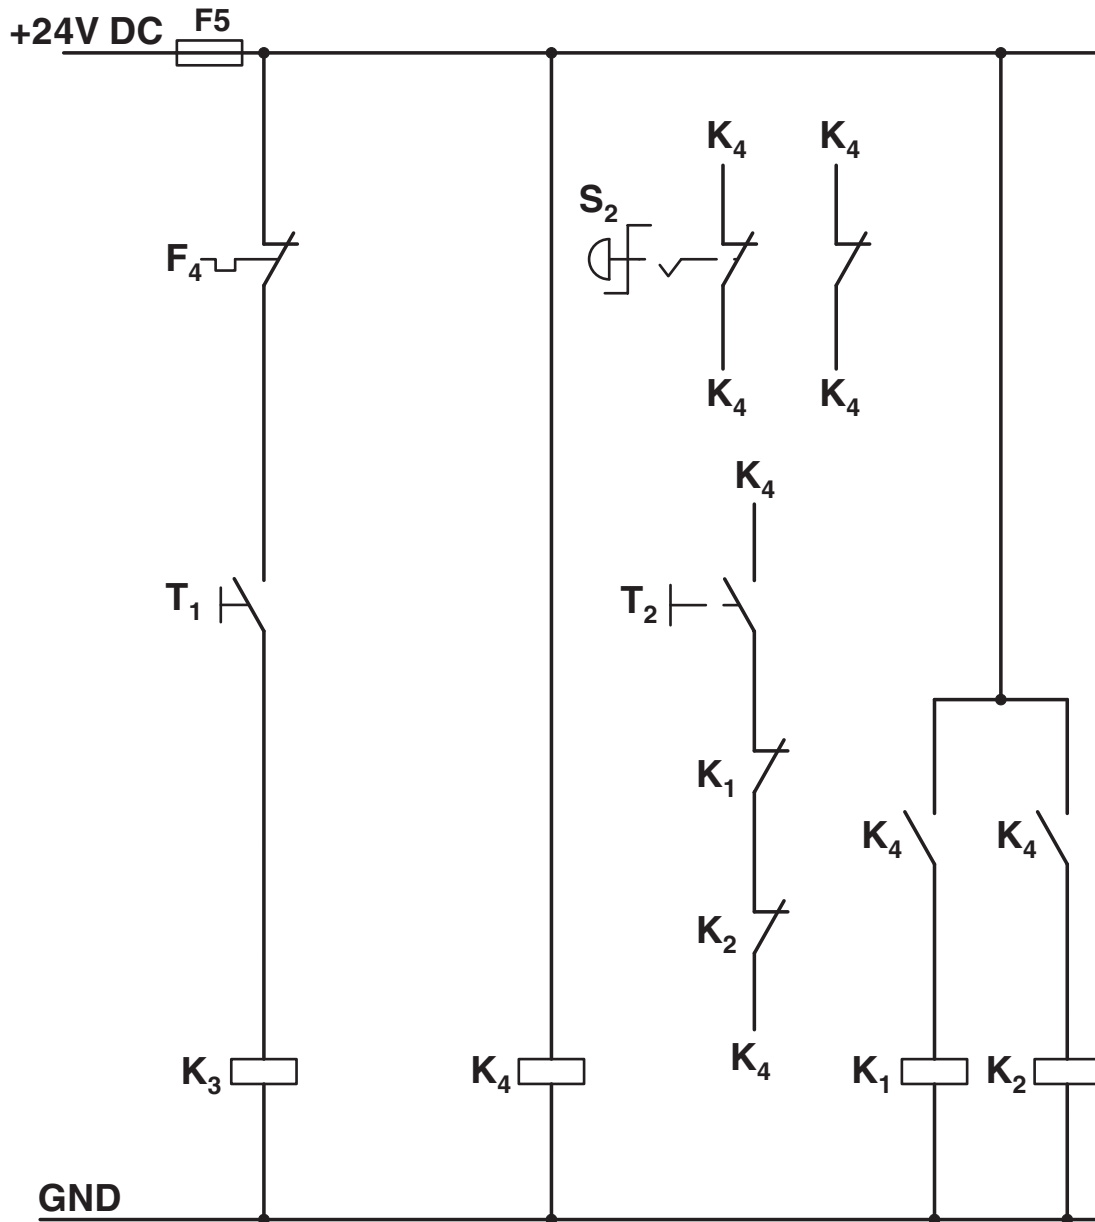 F5
+24V DC
K₄ K₄
S₂
F₄
K₄ K₄
K₄
T₁ T₂
K₁
K₄ K₄
K₂
K₃ K₄ K₄ K₁ K₂
GND